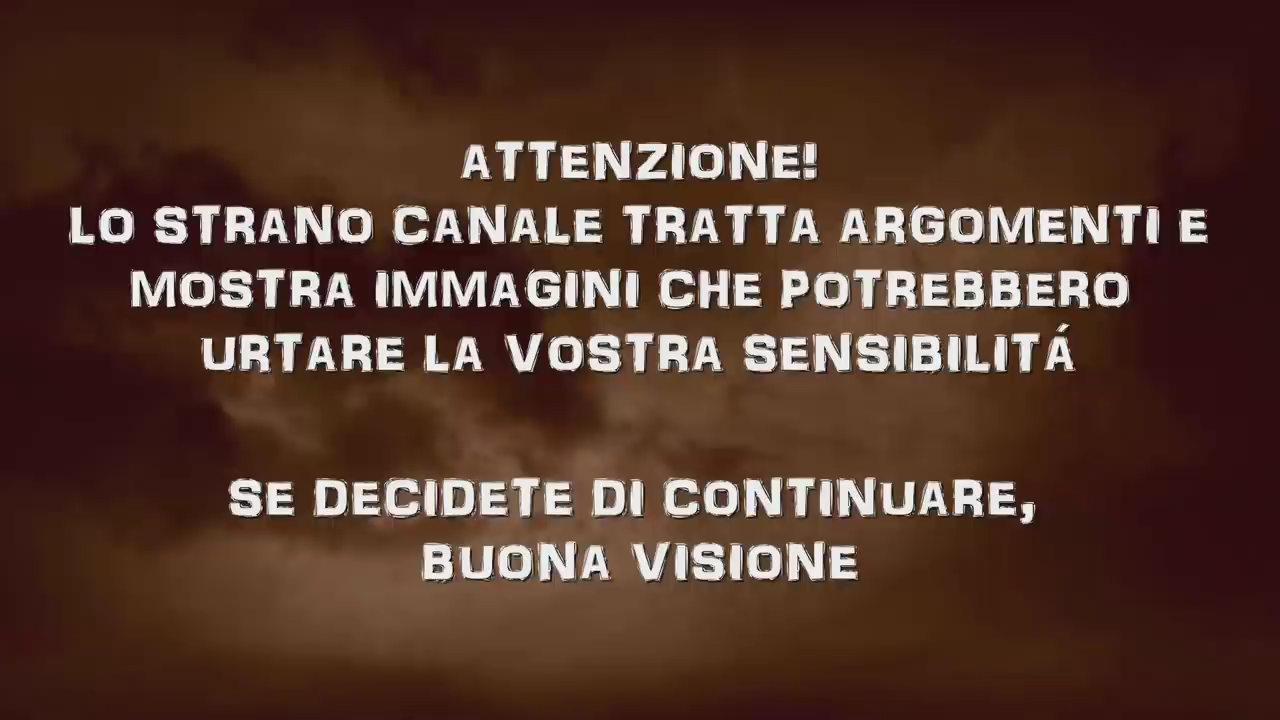 ATTENZIONE!
LO STRANO CANALE TRATTA ARGOMENTI E
MOSTRA IMMAGINI CHE POTREBBERO
URTARE LA VOSTRA SENSIBILITÁ
SE DECIDETE DI CONTINUARE,
BUONA VISIONE